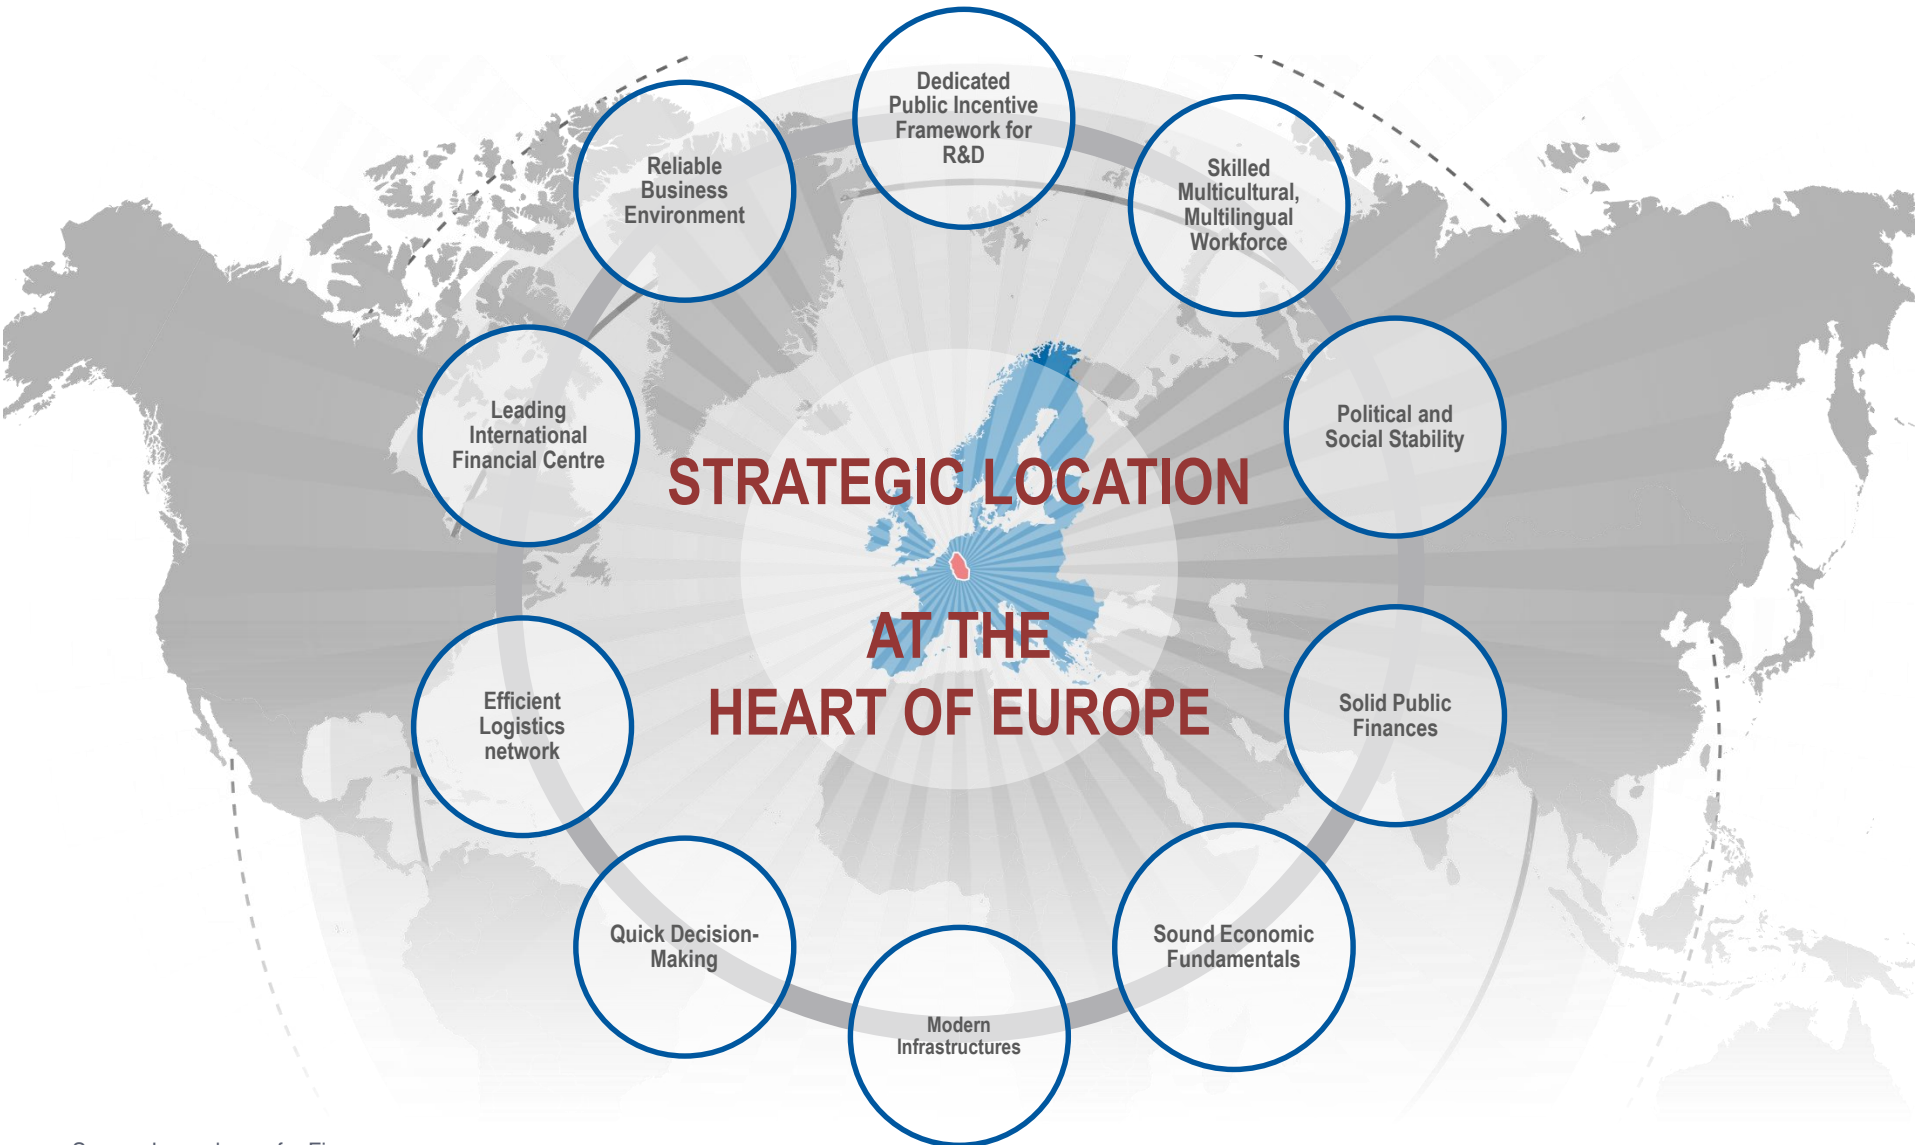 Dedicated
Public Incentive
Framework for
R&D
Reliable
Business
Environment
Skilled
Multicultural,
Multilingual
Workforce
Leading
International
Financial Centre
Political and
Social Stability
STRATEGIC LOCATION
AT THE
HEART OF EUROPE
Efficient
Logistics
network
Solid Public
Finances
Quick Decision-
Making
Sound Economic
Fundamentals
Modern
Infrastructures